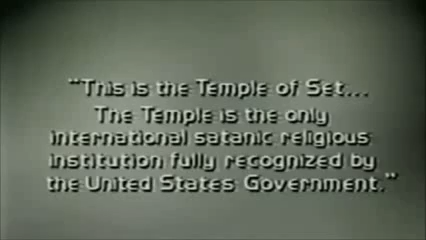 "This is the Temple of Set...
The Temple is the only
international satanic religious
institution fully recognized by
the United States Government."